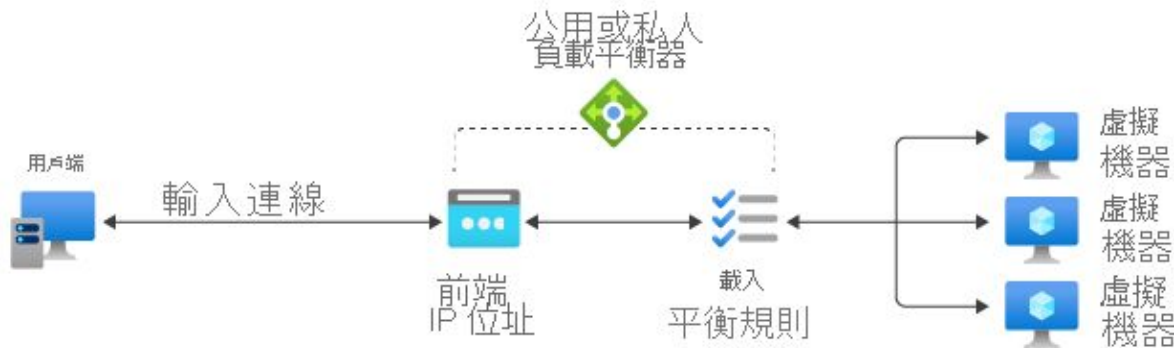 公用或私人
負載平衡器
用戶端
輸入連線
前端
IP 位址
載入
平衡規則
虛擬
機器
虛擬
機器
虛擬
機器